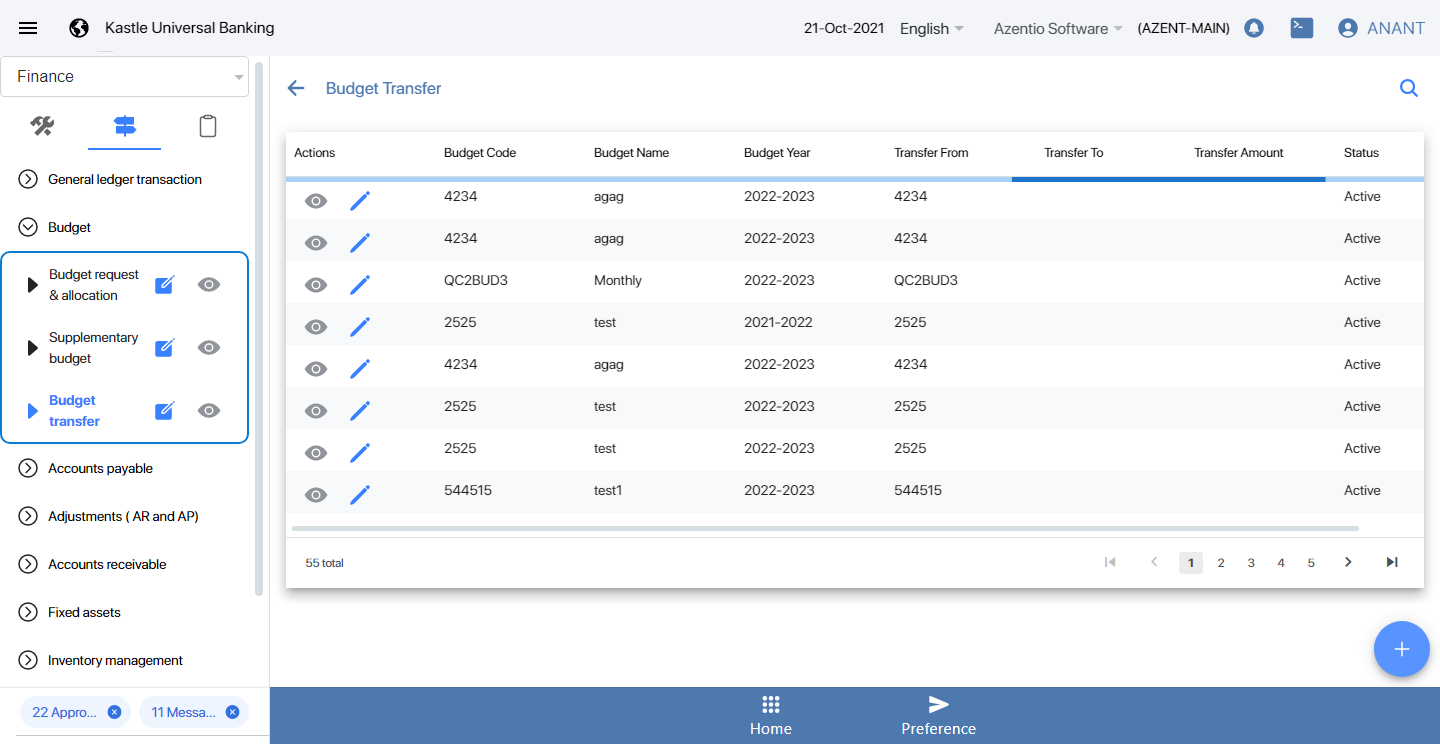 Kastle Universal Banking
21-Oct-2021 English Azentio Software (AZENT-MAIN) ANANT
Finance
General ledger transaction
Budget
Budget request
& allocation
Supplementary
budget
Budget
transfer
Accounts payable
Adjustments ( AR and AP)
Accounts receivable
Fixed assets
Inventory management
22 Appro... 11 Messa...
Budget Transfer
Actions Budget Code Budget Name Budget Year Transfer From Transfer To Transfer Amount Status
4234 agag 2022-2023 4234 Active
4234 agag 2022-2023 4234 Active
QC2BUD3 Monthly 2022-2023 QC2BUD3 Active
2525 test 2021-2022 2525 Active
4234 agag 2022-2023 4234 Active
2525 test 2022-2023 2525 Active
2525 test 2022-2023 2525 Active
544515 test1 2022-2023 544515 Active
55 total 1 2 3 4 5
Home Preference